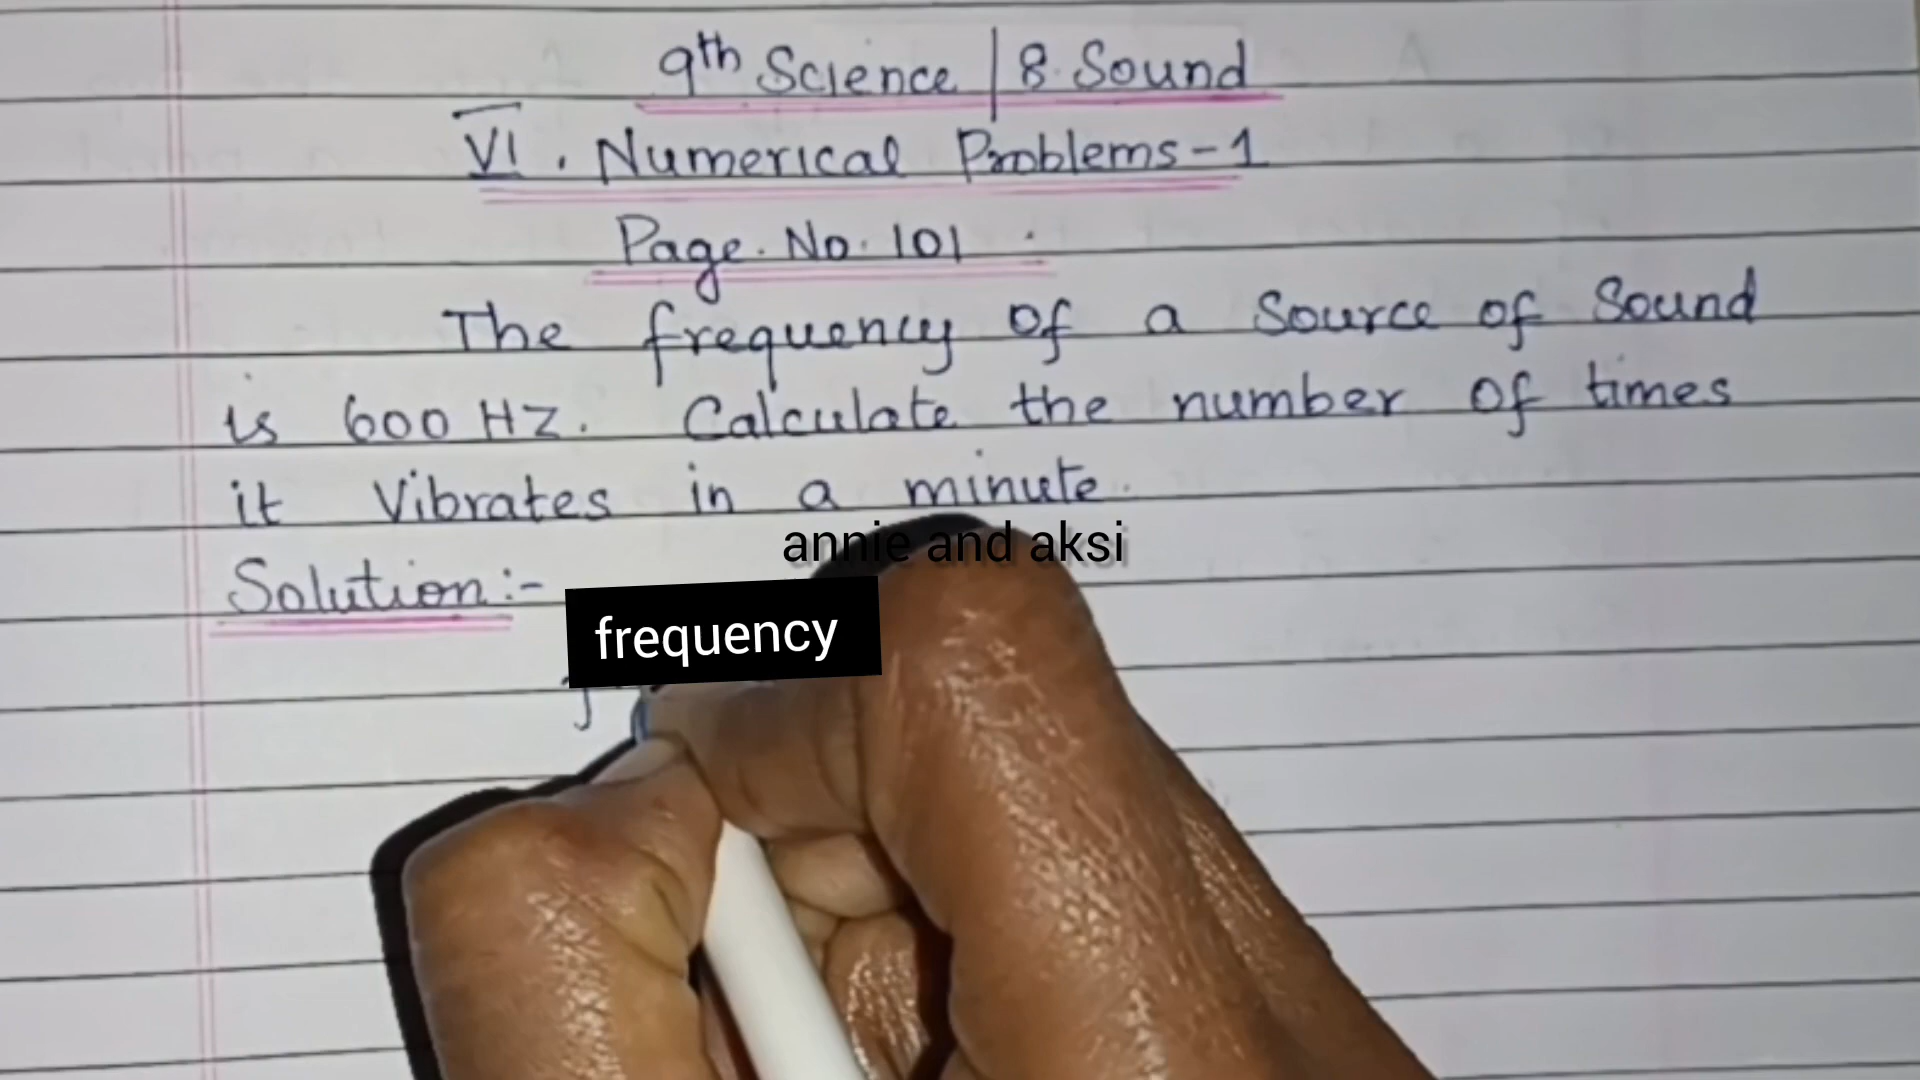 9th Science | 8. Sound
VI. Numerical Problems-1
Page. No. 101.
The frequency of a Source of Sound
is 600 HZ. Calculate the number of times
it Vibrates in a minute.
annie and aksi
Solution:-
frequency